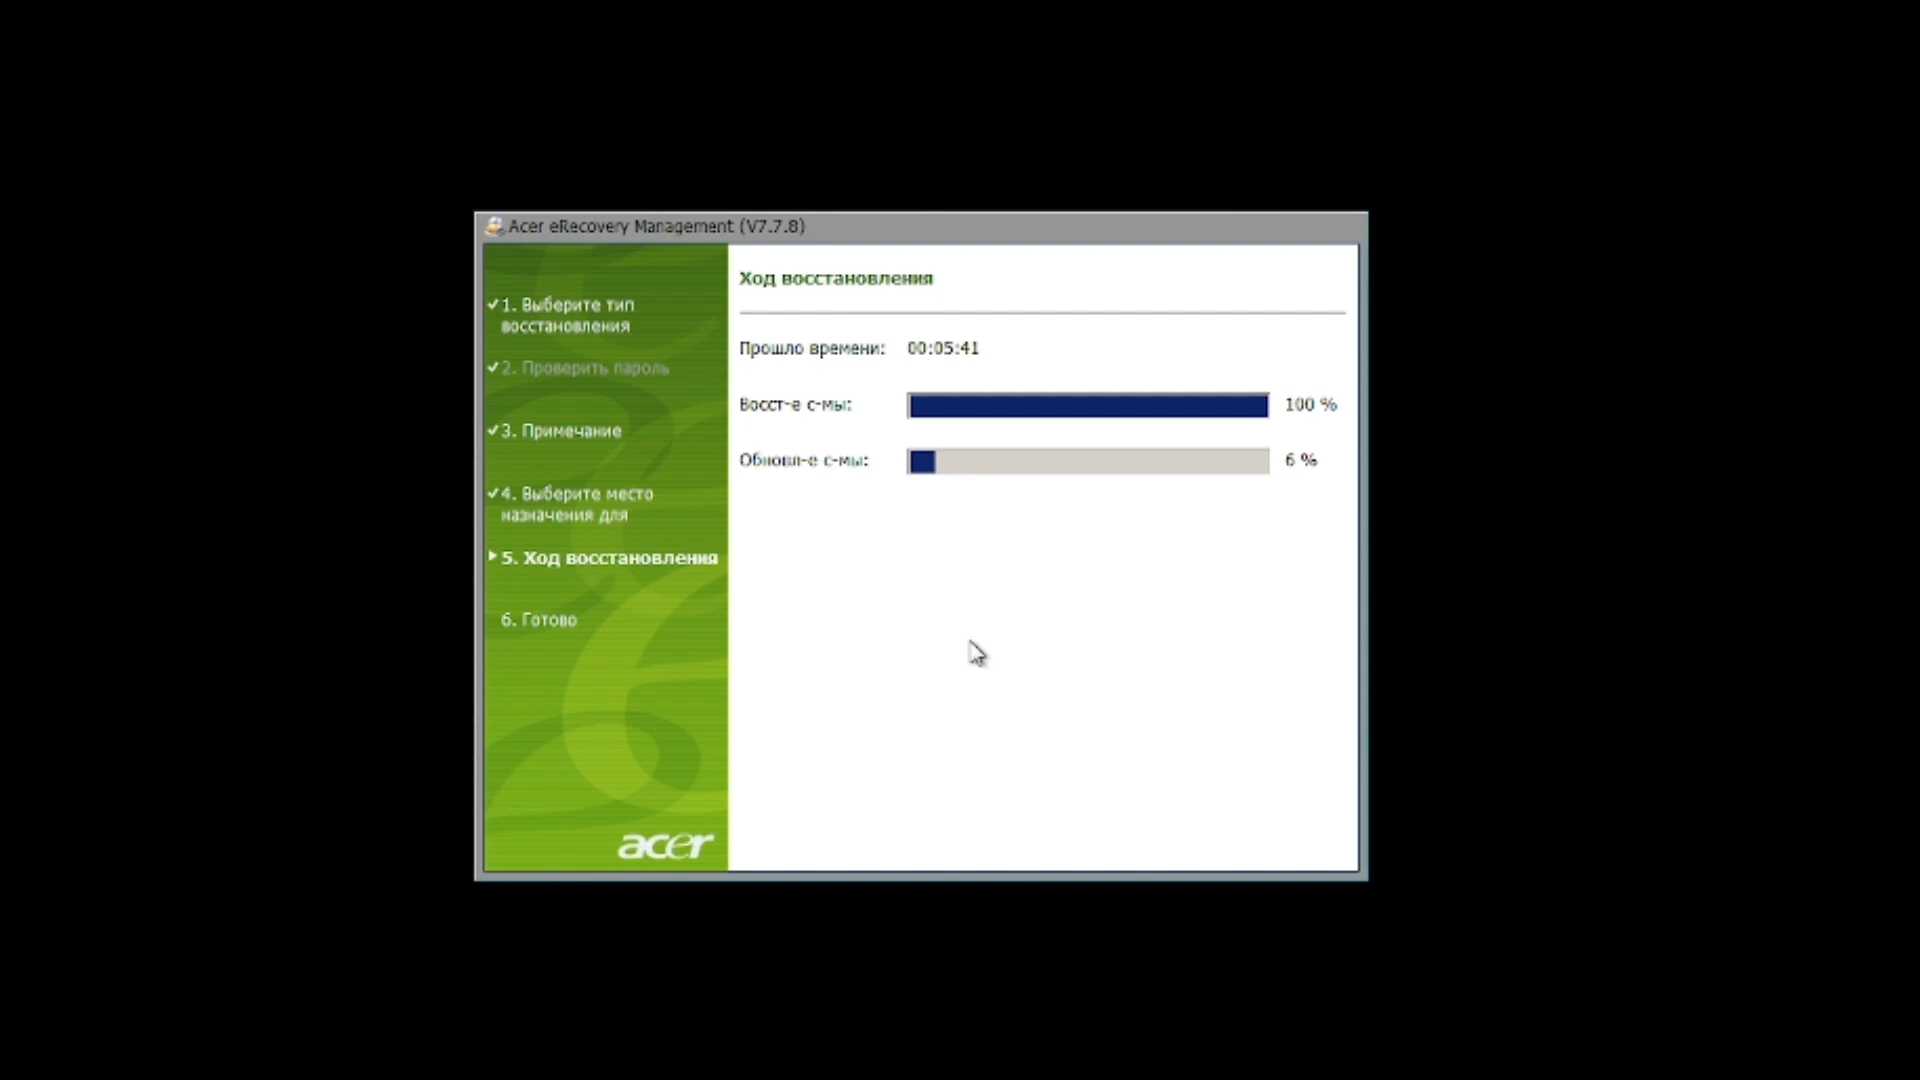 Acer eRecovery Management (V7.7.8)
✓1. Выберите тип
восстановления
✓2. Проверить пароль
✓3. Примечание
✓4. Выберите место
назначения для
5. Ход восстановления
6. Готово
acer
Ход восстановления
Прошло времени: 00:05:41
Восст-е с-мы: 100 %
Обновл-е с-мы: 6 %